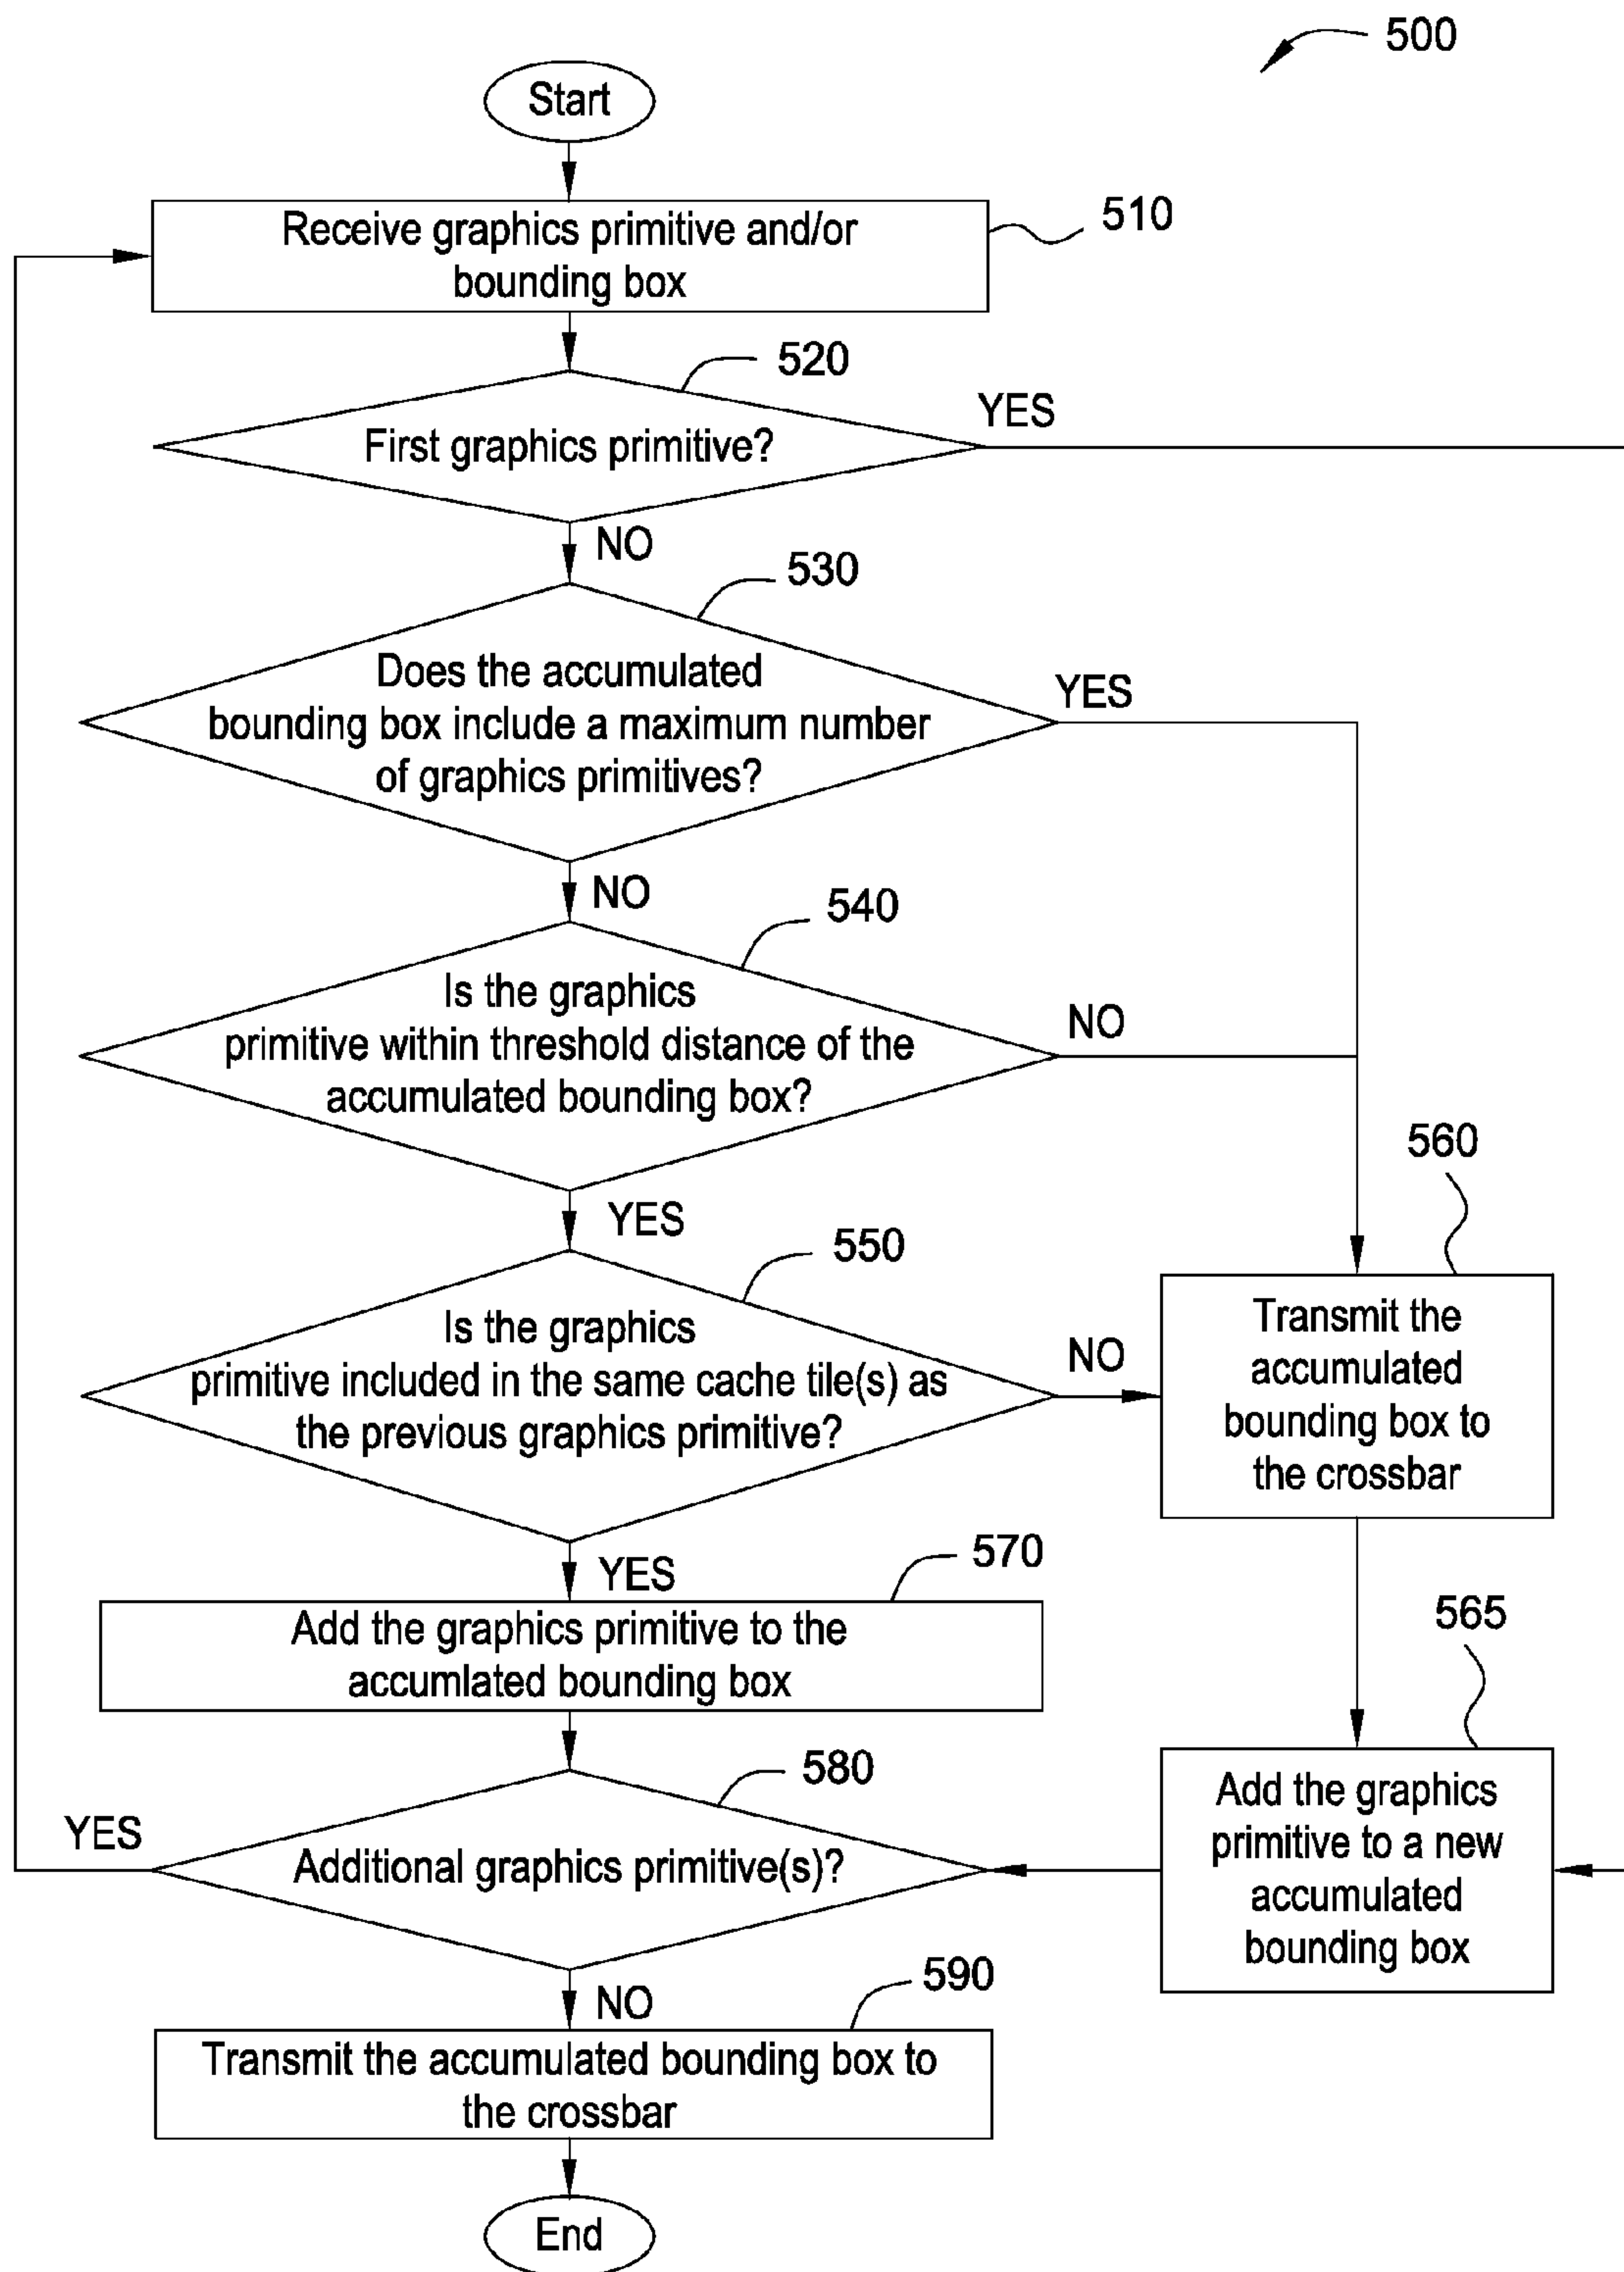 500
Start
Receive graphics primitive and/or
bounding box
510
520
First graphics primitive?
YES
NO
530
Does the accumulated
bounding box include a maximum number
of graphics primitives?
YES
NO
540
Is the graphics
primitive within threshold distance of the
accumulated bounding box?
NO
YES
550
Is the graphics
primitive included in the same cache tile(s) as
the previous graphics primitive?
NO
560
Transmit the
accumulated
bounding box to
the crossbar
YES
570
Add the graphics primitive to the
accumlated bounding box
565
Add the graphics
primitive to a new
accumulated
bounding box
580
Additional graphics primitive(s)?
YES
NO
590
Transmit the accumulated bounding box to
the crossbar
End